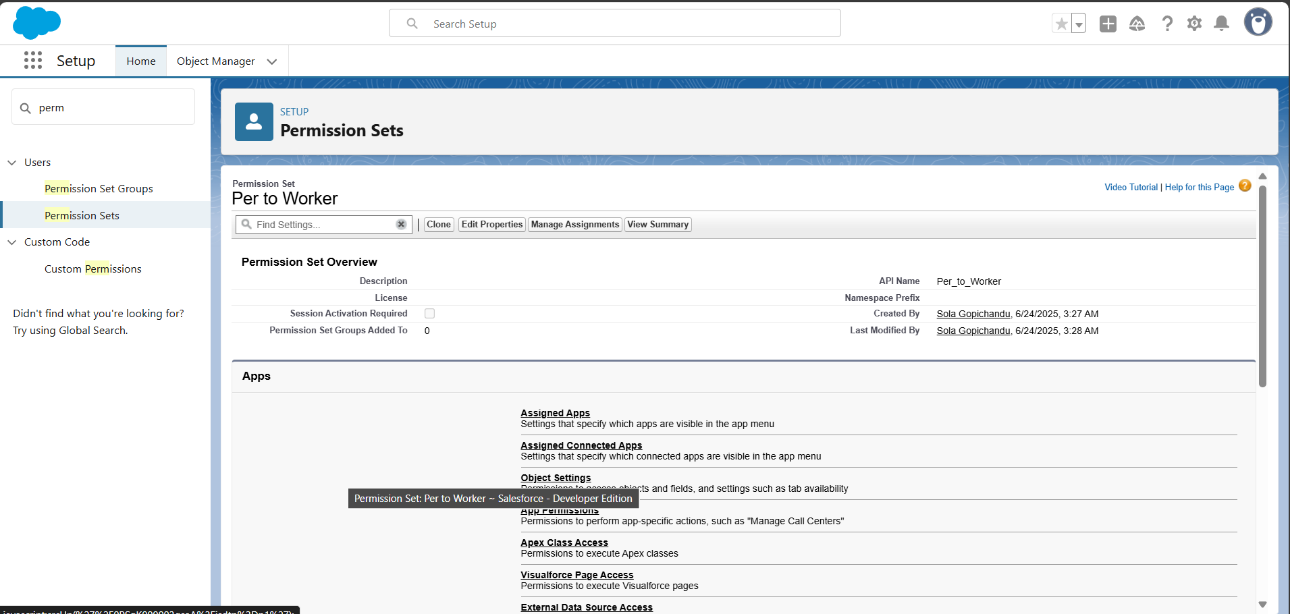 Search Setup
Setup
Home
Object Manager
perm
Users
Permission Set Groups
Permission Sets
Custom Code
Custom Permissions
Didn't find what you're looking for?
Try using Global Search.
SETUP
Permission Sets
Permission Set
Per to Worker
Video Tutorial | Help for this Page ?
Find Settings...
Clone
Edit Properties
Manage Assignments
View Summary
Permission Set Overview
Description
API Name Per_to_Worker
License
Namespace Prefix
Session Activation Required
Created By Sola Gopichandu, 6/24/2025, 3:27 AM
Permission Set Groups Added To 0
Last Modified By Sola Gopichandu, 6/24/2025, 3:28 AM
Apps
Assigned Apps
Settings that specify which apps are visible in the app menu
Assigned Connected Apps
Settings that specify which connected apps are visible in the app menu
Object Settings
Permissions to access objects and fields, and settings such as tab availability
Permission Set: Per to Worker ~ Salesforce - Developer Edition
App Permissions
Permissions to perform app-specific actions, such as "Manage Call Centers"
Apex Class Access
Permissions to execute Apex classes
Visualforce Page Access
Permissions to execute Visualforce pages
External Data Source Access